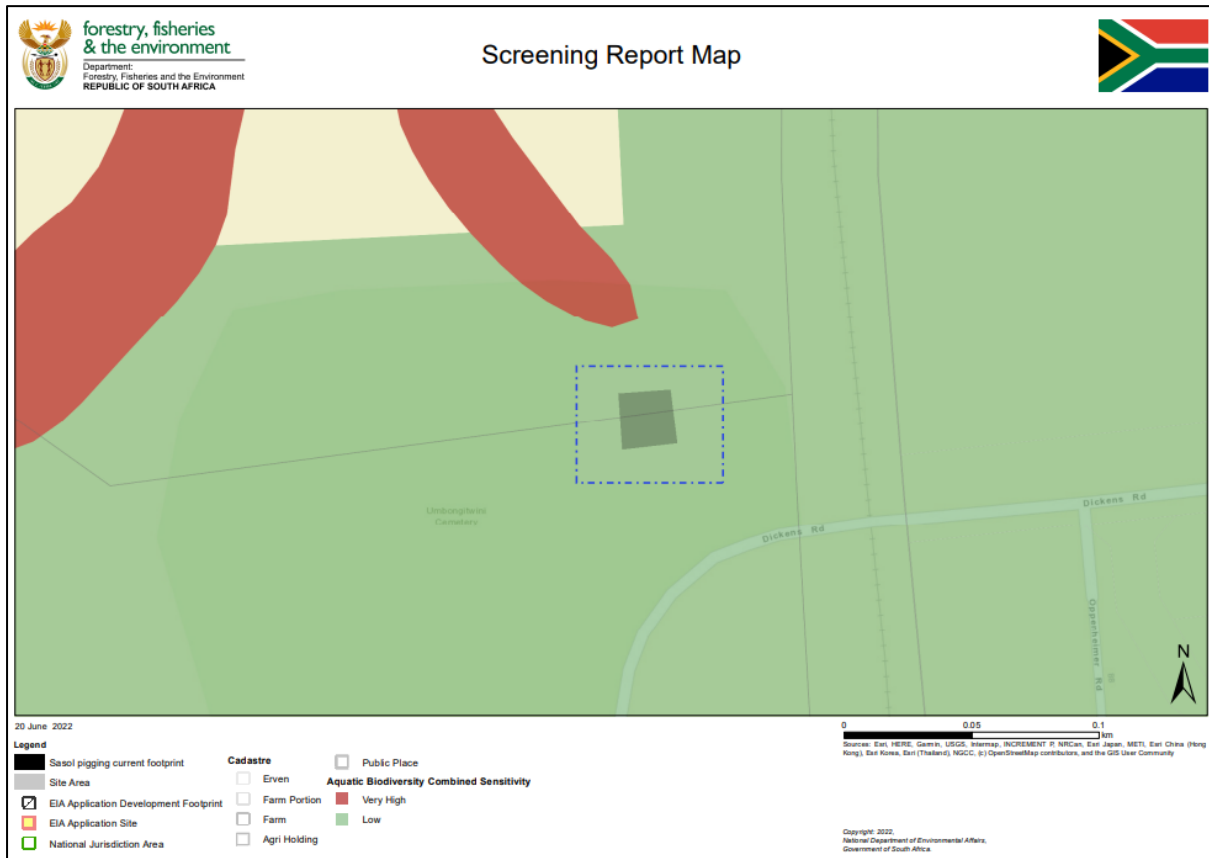 forestry, fisheries
& the environment
Department:
Forestry, Fisheries and the Environment
REPUBLIC OF SOUTH AFRICA
Screening Report Map
Umbongitwini
Cemetery
Dickens Rd
Dickens Rd
Oppenheimer Rd
N
20 June 2022
0 0.05 0.1
km
Sources: Esri, HERE, Garmin, USGS, Intermap, INCREMENT P, NRCan, Esri Japan, METI, Esri China (Hong
Kong), Esri Korea, Esri (Thailand), NGCC, (c) OpenStreetMap contributors, and the GIS User Community
Legend
Sasol pigging current footprint
Site Area
EIA Application Development Footprint
EIA Application Site
National Jurisdiction Area
Cadastre
Erven
Farm Portion
Farm
Agri Holding
Public Place
Aquatic Biodiversity Combined Sensitivity
Very High
Low
Copyright: 2022,
National Department of Environmental Affairs,
Government of South Africa.